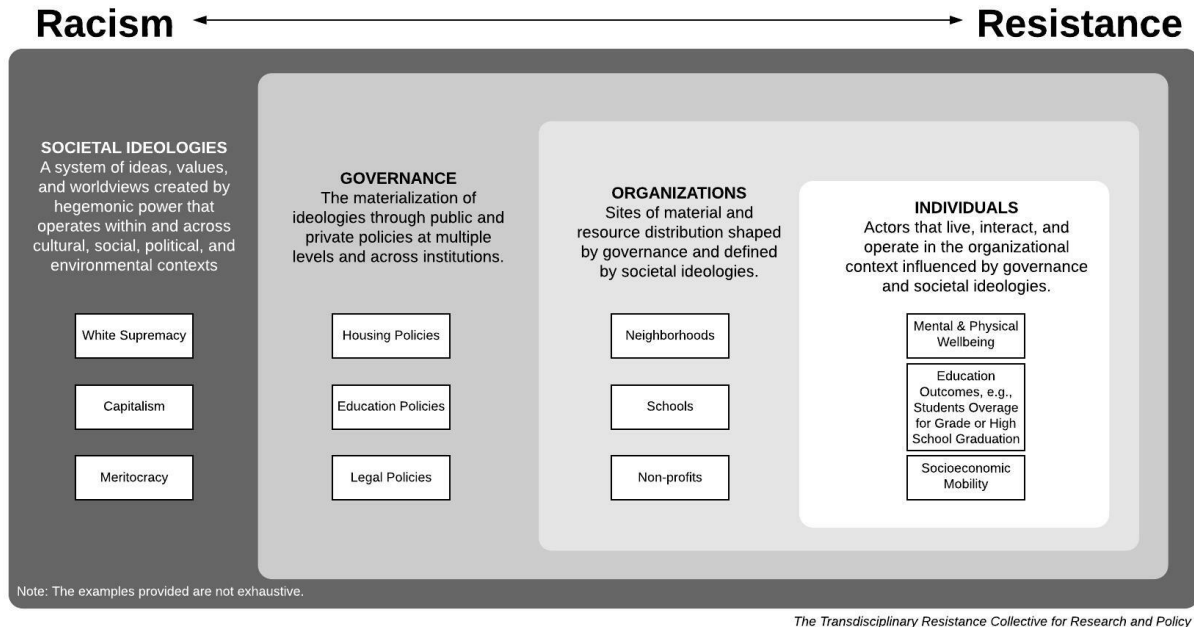 Racism
Resistance
SOCIETAL IDEOLOGIES
A system of ideas, values,
and worldviews created by
hegemonic power that
operates within and across
cultural, social, political, and
environmental contexts
White Supremacy
Capitalism
Meritocracy
GOVERNANCE
The materialization of
ideologies through public and
private policies at multiple
levels and across institutions.
Housing Policies
Education Policies
Legal Policies
ORGANIZATIONS
Sites of material and
resource distribution shaped
by governance and defined
by societal ideologies.
Neighborhoods
Schools
Non-profits
INDIVIDUALS
Actors that live, interact, and
operate in the organizational
context influenced by governance
and societal ideologies.
Mental & Physical
Wellbeing
Education
Outcomes, e.g.,
Students Overage
for Grade or High
School Graduation
Socioeconomic
Mobility
Note: The examples provided are not exhaustive.
The Transdisciplinary Resistance Collective for Research and Policy